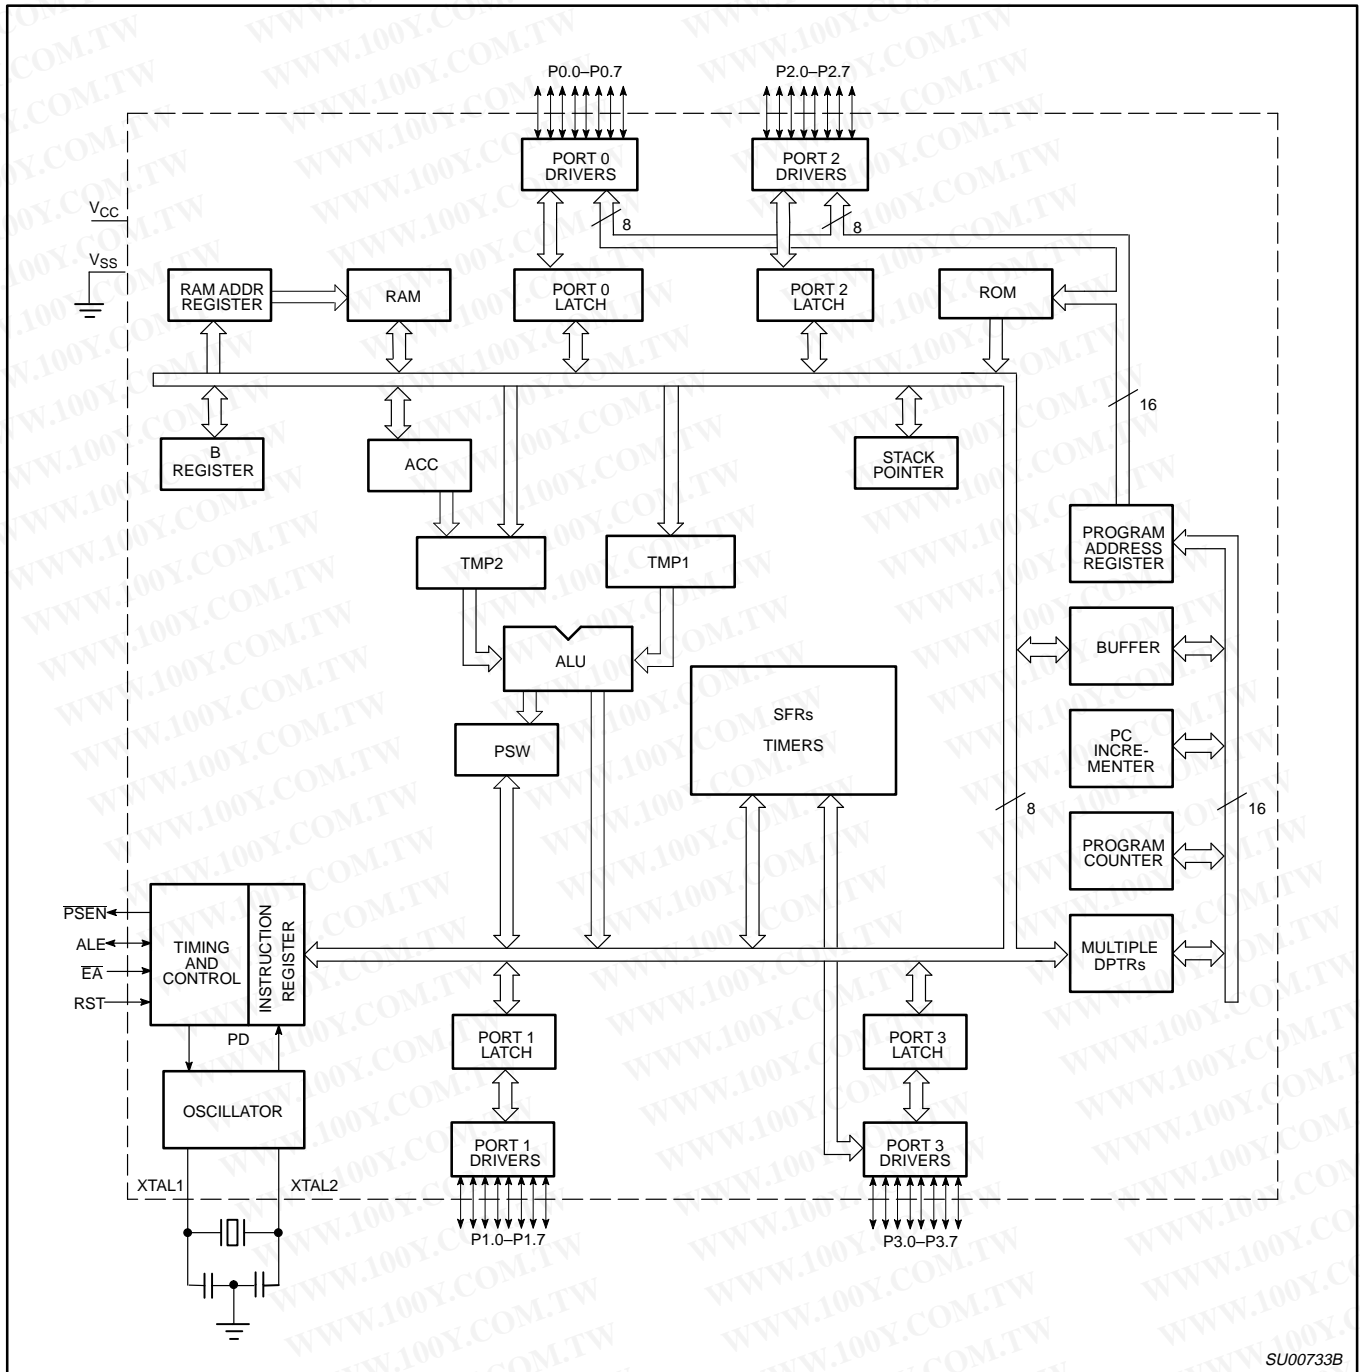 P0.0–P0.7
P2.0–P2.7
PORT 0
DRIVERS
PORT 2
DRIVERS
VCC
8
8
VSS
RAM ADDR
REGISTER
RAM
PORT 0
LATCH
PORT 2
LATCH
ROM
16
B
REGISTER
ACC
STACK
POINTER
PROGRAM
ADDRESS
REGISTER
TMP2
TMP1
BUFFER
ALU
SFRs
TIMERS
PSW
PC
INCRE-
MENTER
8
16
PROGRAM
COUNTER
PSEN
ALE
EA
RST
TIMING
AND
CONTROL
INSTRUCTION
REGISTER
MULTIPLE
DPTRs
PD
PORT 1
LATCH
PORT 3
LATCH
OSCILLATOR
PORT 1
DRIVERS
PORT 3
DRIVERS
XTAL1
XTAL2
P1.0–P1.7
P3.0–P3.7
SU00733B
WWW.100Y.COM.TW